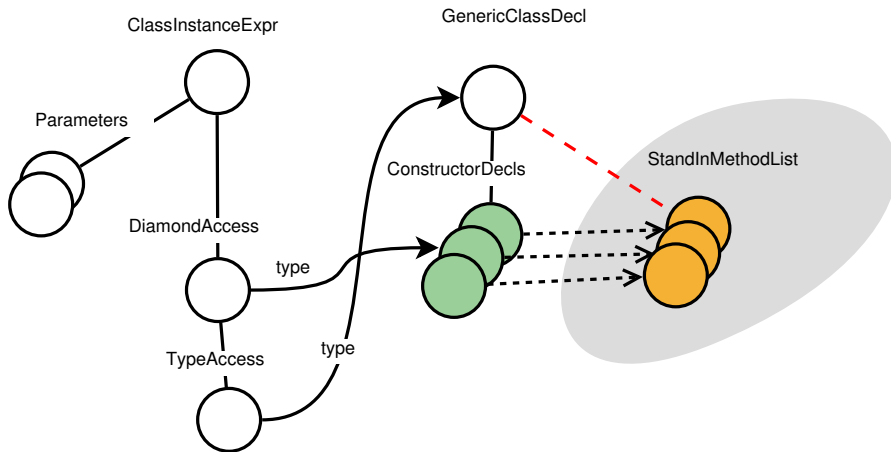 GenericClassDecl
ClassInstanceExpr
Parameters
StandInMethodList
ConstructorDecls
DiamondAccess
type
type
TypeAccess